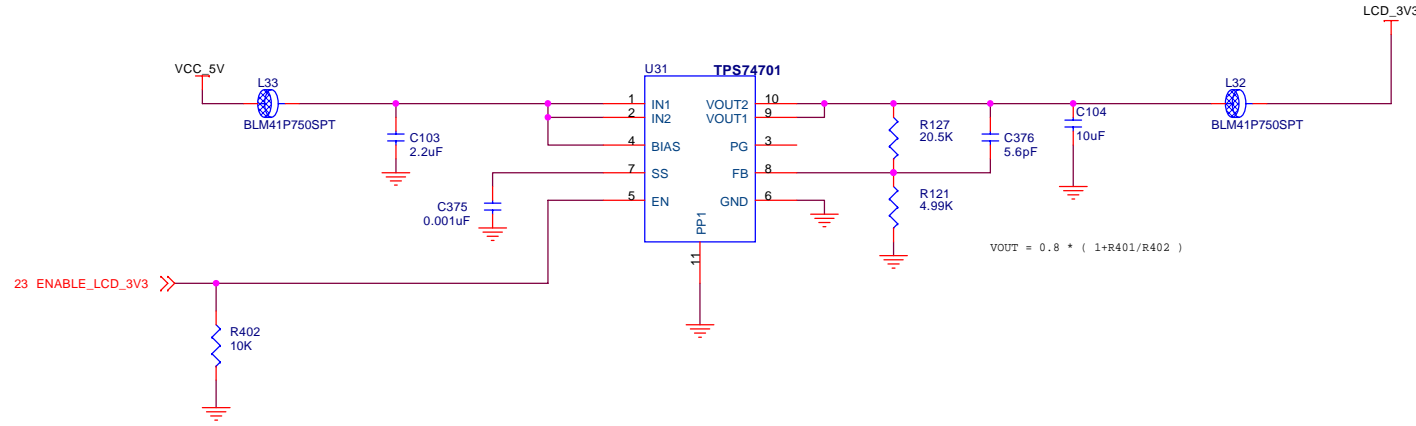 LCD_3V3
VCC_5V
L33
BLM41P750SPT
C103
2.2uF
U31
TPS74701
1
IN1
2
IN2
4
BIAS
7
SS
5
EN
VOUT2
10
VOUT1
9
PG
3
FB
8
GND
6
PP1
11
C375
0.001uF
R127
20.5K
C376
5.6pF
C104
10uF
L32
BLM41P750SPT
R121
4.99K
VOUT = 0.8 * ( 1+R401/R402 )
23 ENABLE_LCD_3V3
R402
10K